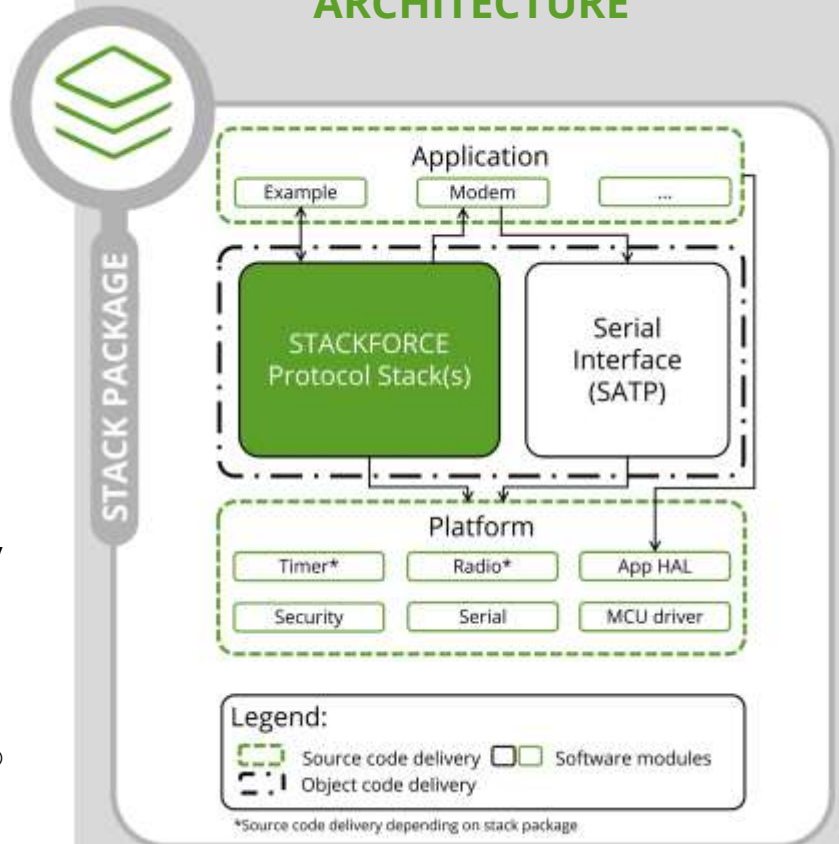 ARCHITECTURE
STACK PACKAGE
Application
Example
Modem
...
STACKFORCE
Protocol Stack(s)
Serial
Interface
(SATP)
Platform
Timer*
Radio*
App HAL
Security
Serial
MCU driver
Legend:
Source code delivery
Software modules
Object code delivery
*Source code delivery depending on stack package